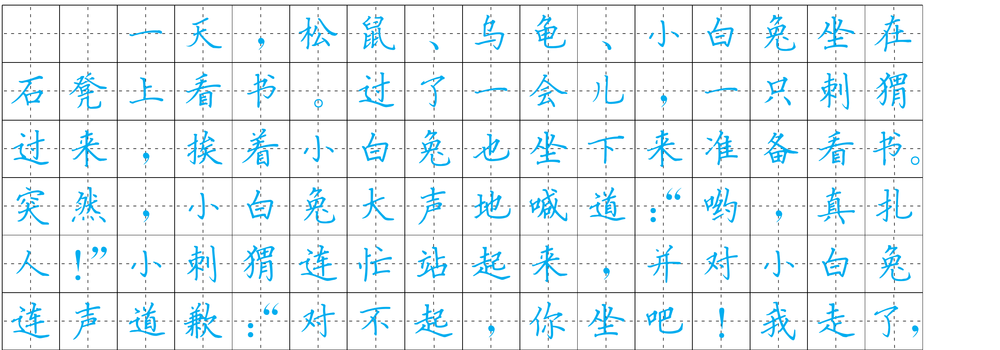 一天，松鼠、乌龟、小白兔坐在
石凳上看书。过了一会儿，一只刺猬
过来，挨着小白兔也坐下来准备看书。
突然，小白兔大声地喊道：“哟，真扎
人！”小刺猬连忙站起来，并对小白兔
连声道歉：“对不起，你坐吧！我走了，